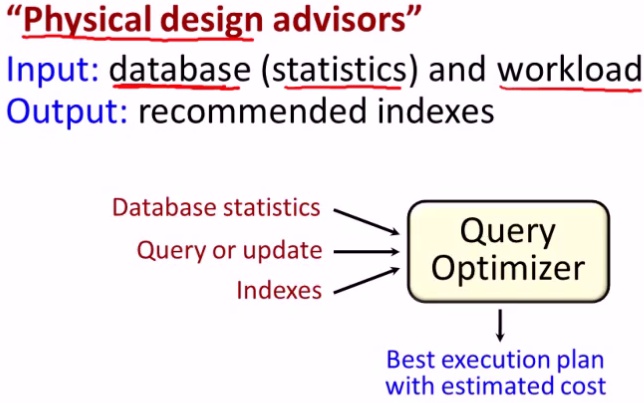 “Physical design advisors”
Input: database (statistics) and workload
Output: recommended indexes
Database statistics
Query or update
Indexes
Query
Optimizer
Best execution plan
with estimated cost